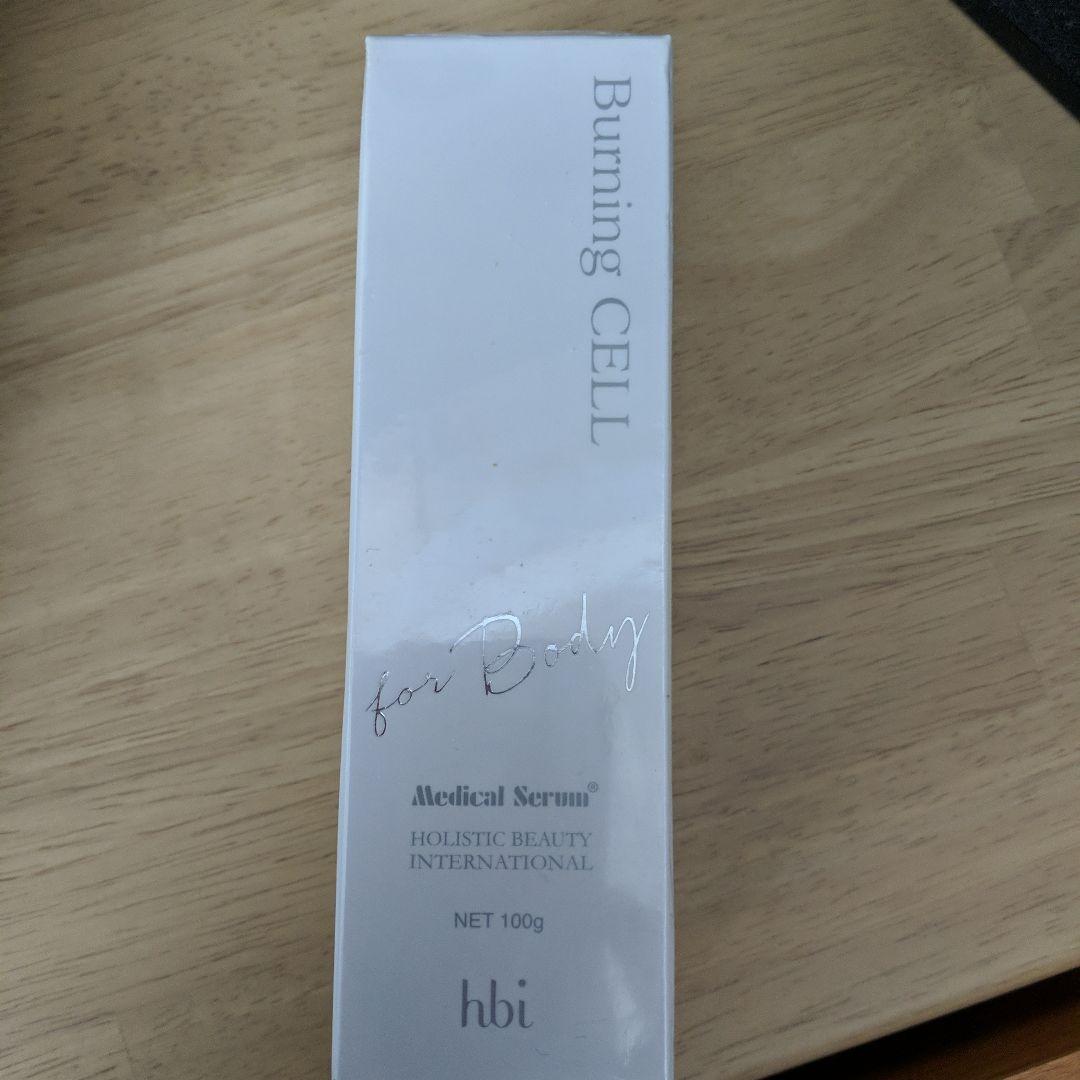 Burning CELL
for Body
Medical Serum®
HOLISTIC BEAUTY
INTERNATIONAL
NET 100g
hbi